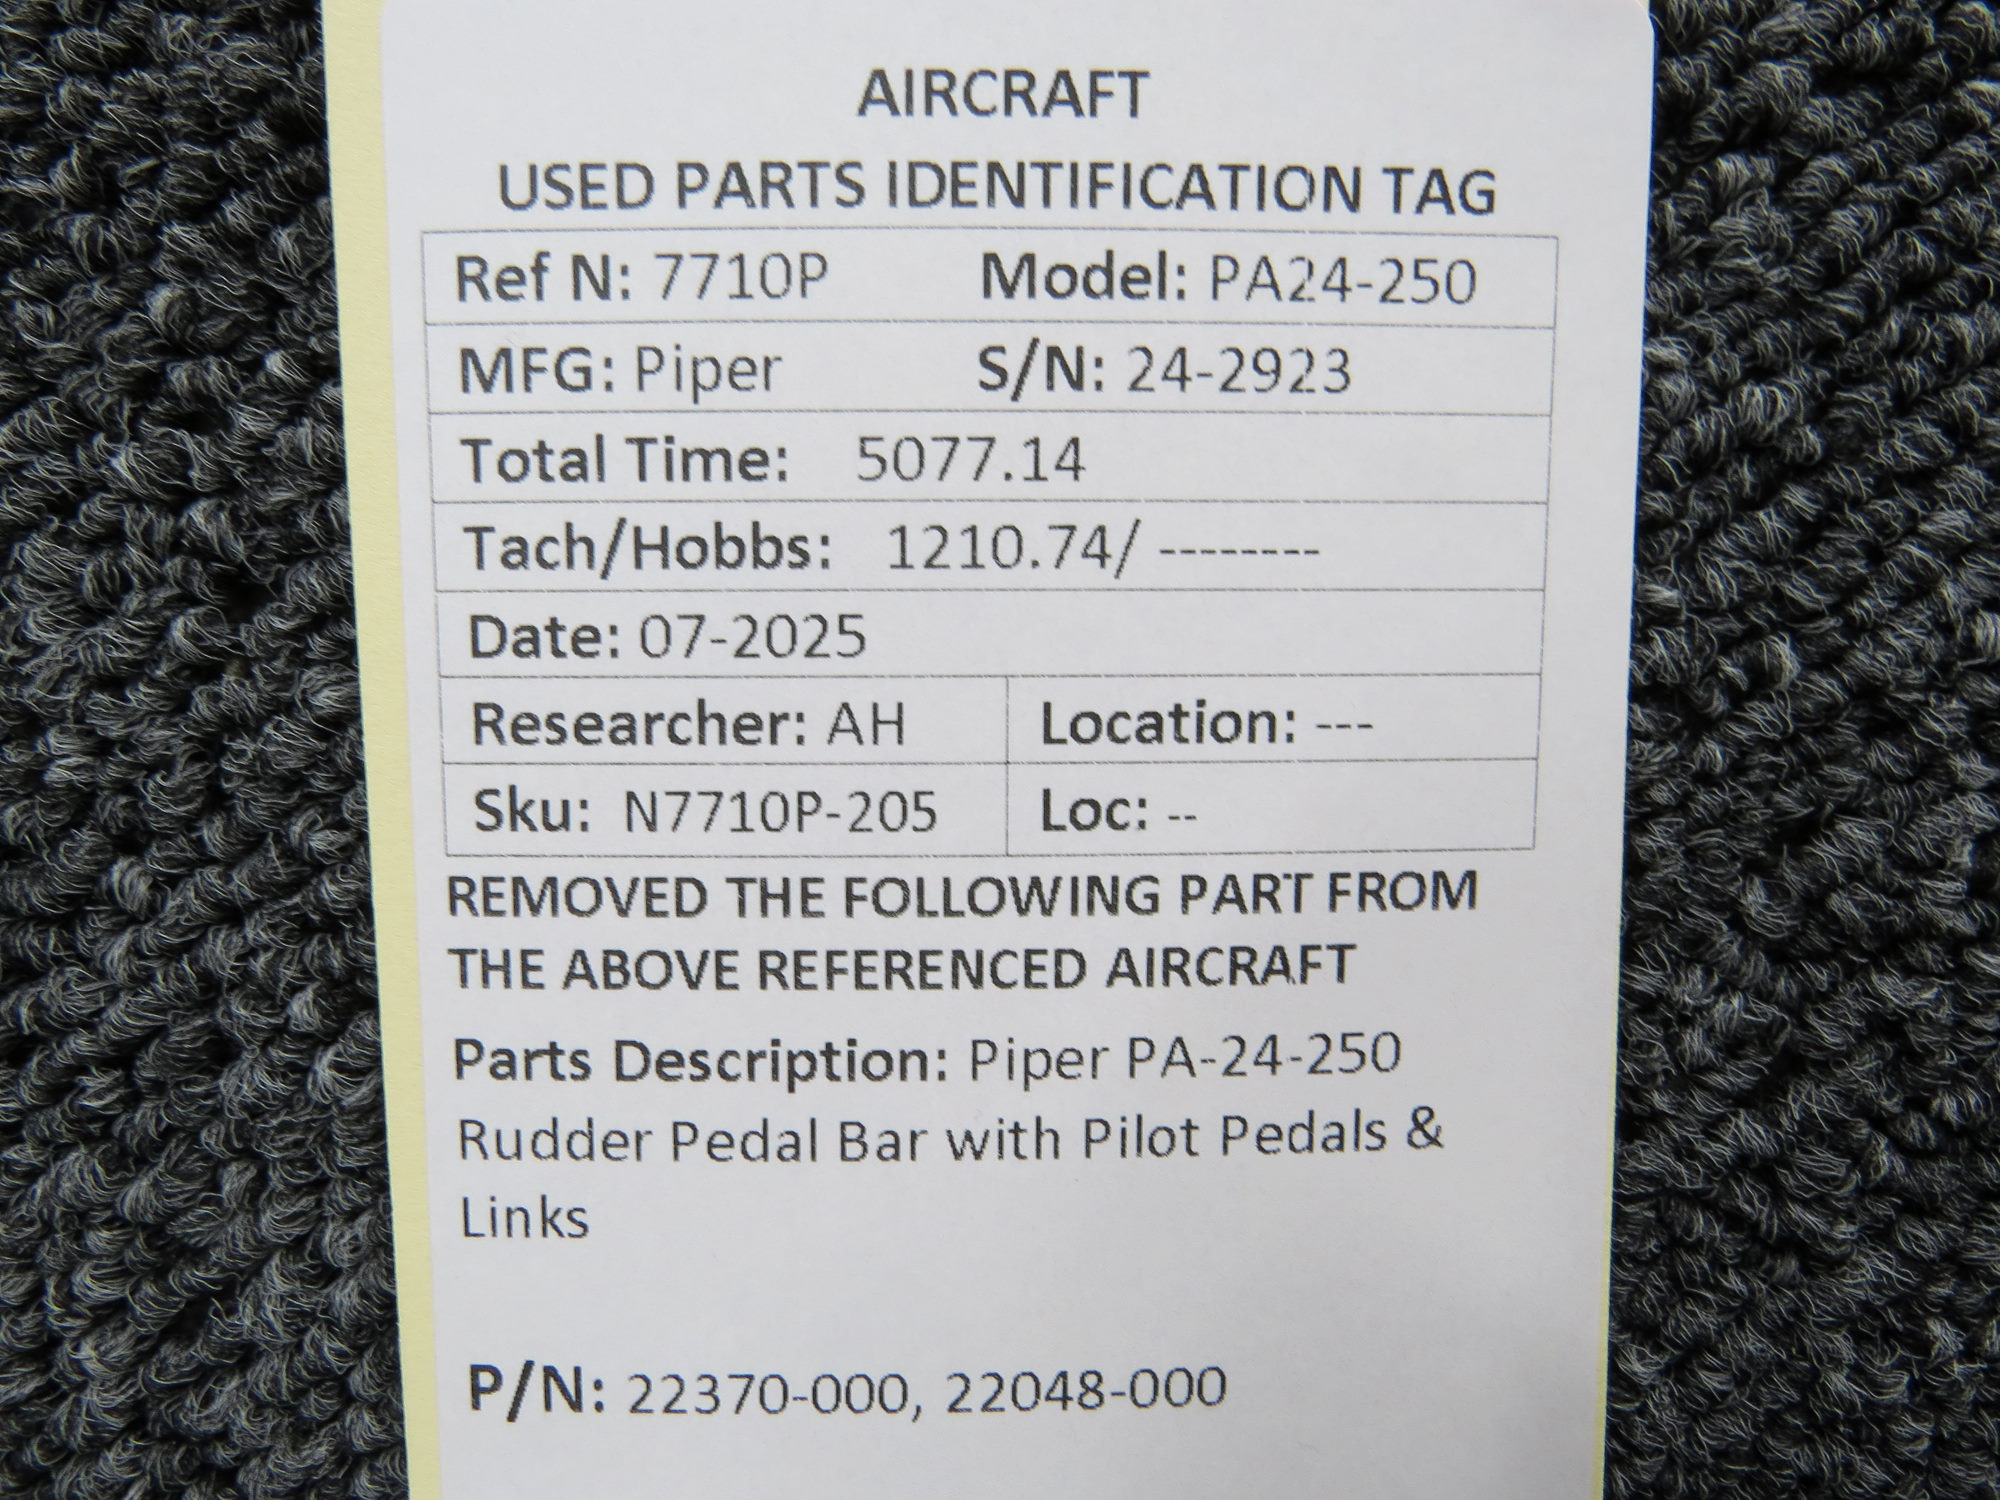 AIRCRAFT
USED PARTS IDENTIFICATION TAG
Ref N: 7710P Model: PA24-250
MFG: Piper S/N: 24-2923
Total Time: 5077.14
Tach/Hobbs: 1210.74/ --------
Date: 07-2025
Researcher: AH Location: ---
Sku: N7710P-205 Loc: --
REMOVED THE FOLLOWING PART FROM
THE ABOVE REFERENCED AIRCRAFT
Parts Description: Piper PA-24-250
Rudder Pedal Bar with Pilot Pedals &
Links
P/N: 22370-000, 22048-000